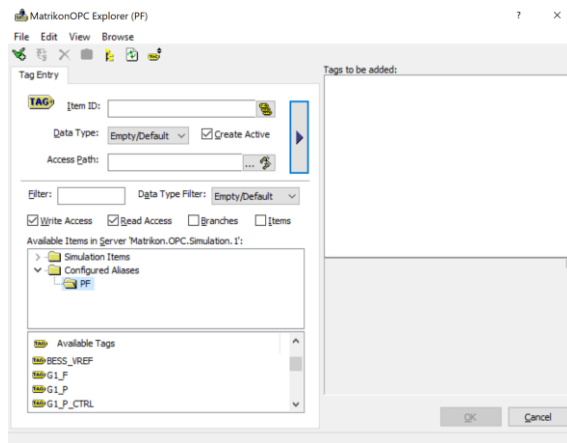 MatrikonOPC Explorer (PF)
? ×
File Edit View Browse
Tag Entry
Tags to be added:
TAG
Item ID:
Data Type: Empty/Default Create Active
Access Path: ...
Filter: Data Type Filter: Empty/Default
Write Access Read Access Branches Items
Available Items in Server 'Matrikon.OPC.Simulation.1':
Simulation Items
Configured Aliases
PF
Available Tags
BESS_VREF
G1_F
G1_P
G1_P_CTRL
OK Cancel